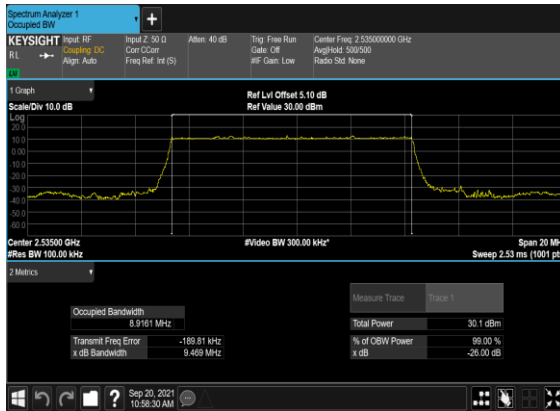 Spectrum Analyzer 1
Occupied BW
KEYSIGHT
RL
Input: RF
Coupling: DC
Align: Auto
Input Z: 50 Ω
Corr CCorr
Freq Ref: Int (S)
Atten: 40 dB
Trig: Free Run
Gate: Off
#IF Gain: Low
Center Freq: 2.535000000 GHz
Avg|Hold: 500/500
Radio Std: None
LW
1 Graph
Scale/Div 10.0 dB
Ref Lvl Offset 5.10 dB
Ref Value 30.00 dBm
Log
20.0
10.0
0.00
-10.0
-20.0
-30.0
-40.0
-50.0
-60.0
Center 2.53500 GHz
#Res BW 100.00 kHz
#Video BW 300.00 kHz*
Span 20 MH
Sweep 2.53 ms (1001 pt
2 Metrics
Measure Trace Trace 1
Occupied Bandwidth
8.9161 MHz
Total Power 30.1 dBm
Transmit Freq Error -189.81 kHz
% of OBW Power 99.00 %
x dB Bandwidth 9.469 MHz
x dB -26.00 dB
?
Sep 20, 2021
10:58:30 AM